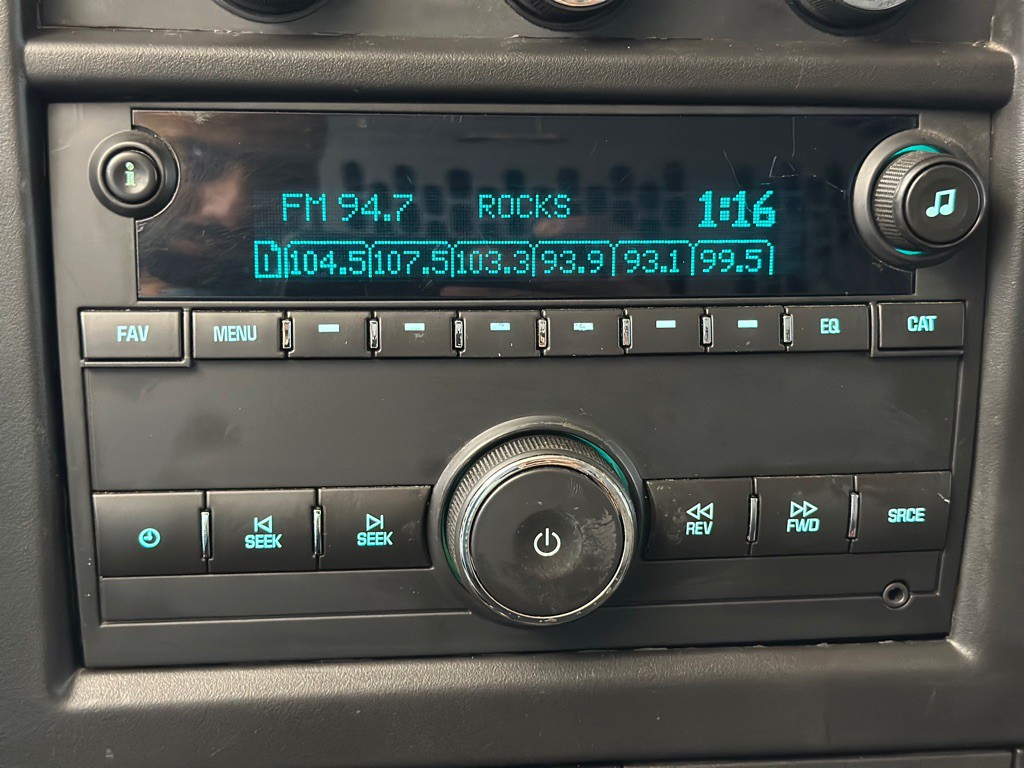 i
FM 94.7 ROCKS 1:16
1 104.5 107.5 103.3 93.9 93.1 99.5
FAV MENU EQ CAT
SEEK SEEK REV FWD SRCE